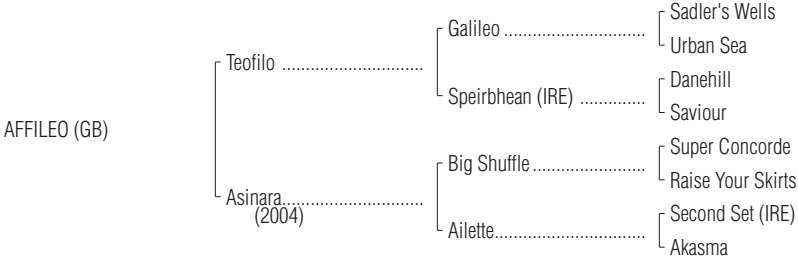 Sadler's Wells
Galileo ..............................
Urban Sea
Teofilo ..............................
Danehill
Speirbhean (IRE) ..............
Saviour
AFFILEO (GB)
Super Concorde
Big Shuffle ........................
Raise Your Skirts
Asinara..............................
(2004)
Second Set (IRE)
Ailette................................
Akasma